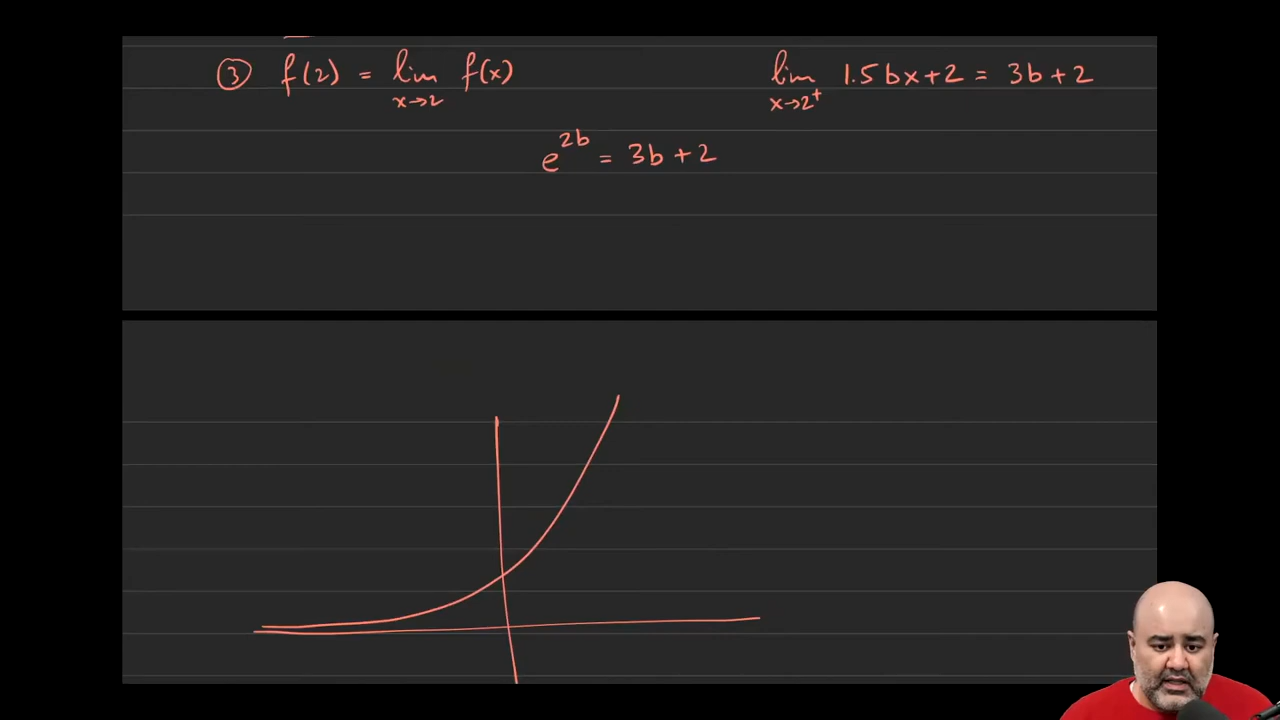 ③ f(2) = lim x→2 f(x)
lim x→2⁺ 1.5bx+2 = 3b+2
e^{2b} = 3b+2